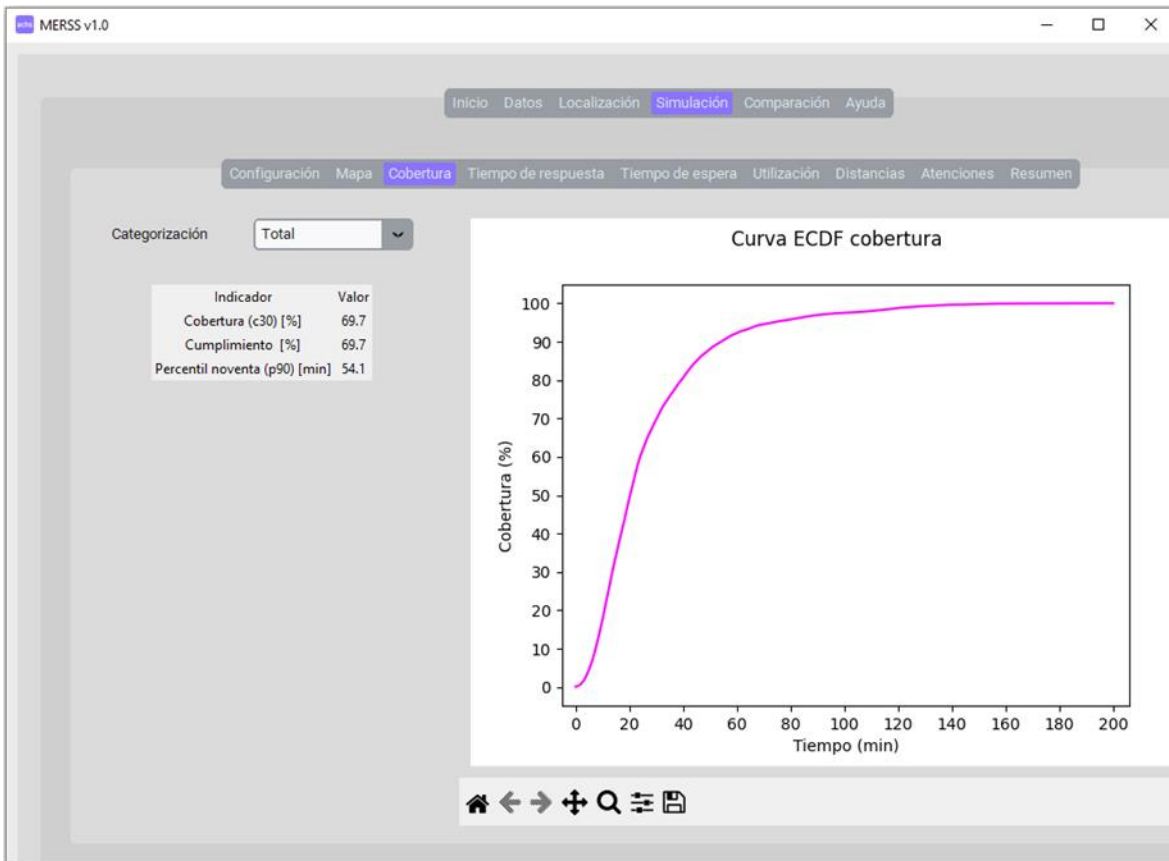 echo MERSS v1.0
Inicio Datos Localización Simulación Comparación Ayuda
Configuración Mapa Cobertura Tiempo de respuesta Tiempo de espera Utilización Distancias Atenciones Resumen
Categorización Total
Indicador Valor
Cobertura (c30) [%] 69.7
Cumplimiento [%] 69.7
Percentil noventa (p90) [min] 54.1
Curva ECDF cobertura
Cobertura (%)
100
90
80
70
60
50
40
30
20
10
0
0 20 40 60 80 100 120 140 160 180 200
Tiempo (min)